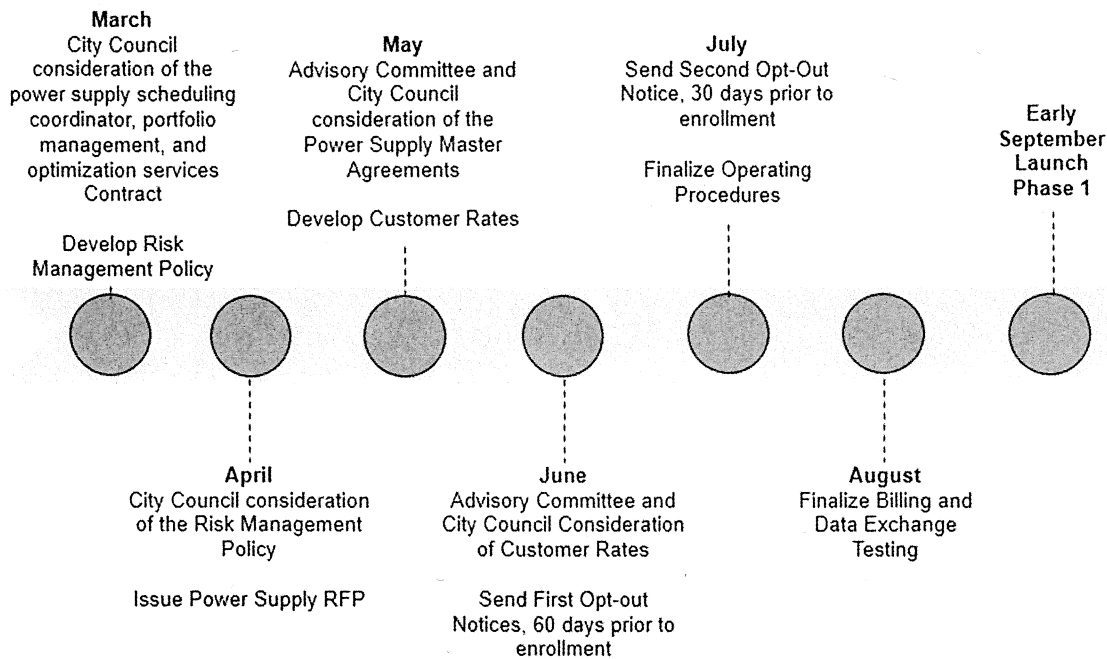 March
City Council
consideration of the
power supply scheduling
coordinator, portfolio
management, and
optimization services
Contract
Develop Risk
Management Policy
April
City Council consideration
of the Risk Management
Policy
Issue Power Supply RFP
May
Advisory Committee and
City Council
consideration of the
Power Supply Master
Agreements
Develop Customer Rates
June
Advisory Committee and
City Council Consideration
of Customer Rates
Send First Opt-out
Notices, 60 days prior to
enrollment
July
Send Second Opt-Out
Notice, 30 days prior to
enrollment
Finalize Operating
Procedures
August
Finalize Billing and
Data Exchange
Testing
Early
September
Launch
Phase 1